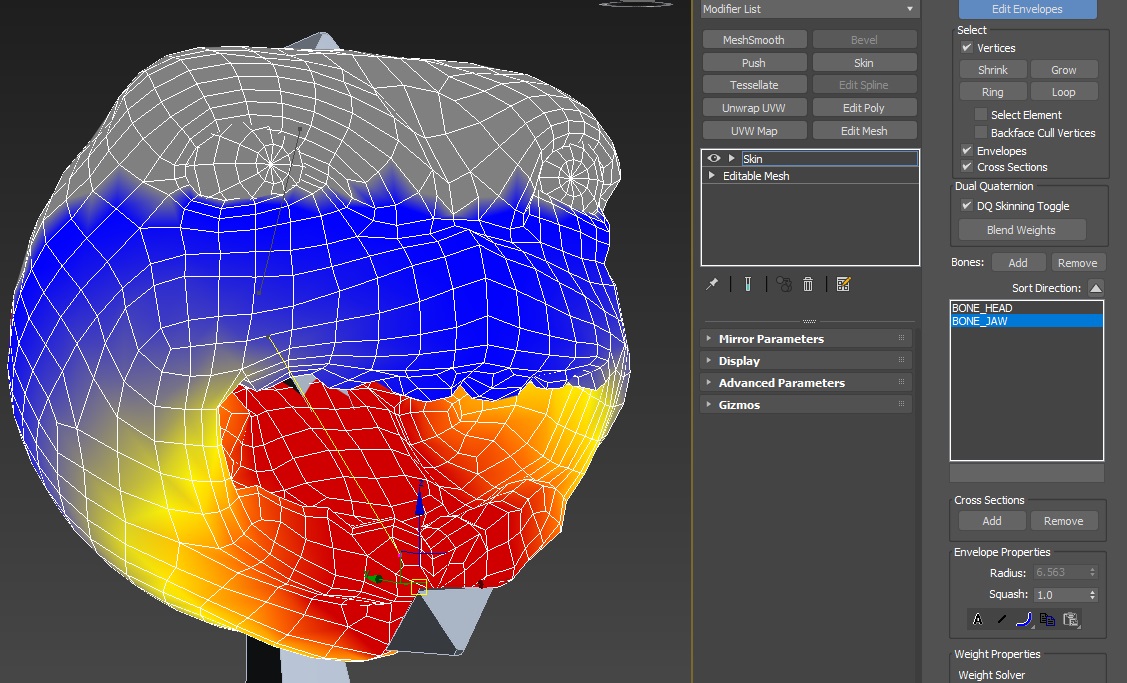 Modifier List
MeshSmooth Bevel
Push Skin
Tessellate Edit Spline
Unwrap UVW Edit Poly
UVW Map Edit Mesh
Skin
Editable Mesh
Mirror Parameters
Display
Advanced Parameters
Gizmos
Edit Envelopes
Select
Vertices
Shrink Grow
Ring Loop
Select Element
Backface Cull Vertices
Envelopes
Cross Sections
Dual Quaternion
DQ Skinning Toggle
Blend Weights
Bones: Add Remove
Sort Direction:
BONE_HEAD
BONE_JAW
Cross Sections
Add Remove
Envelope Properties
Radius: 6.563
Squash: 1.0
A
Weight Properties
Weight Solver